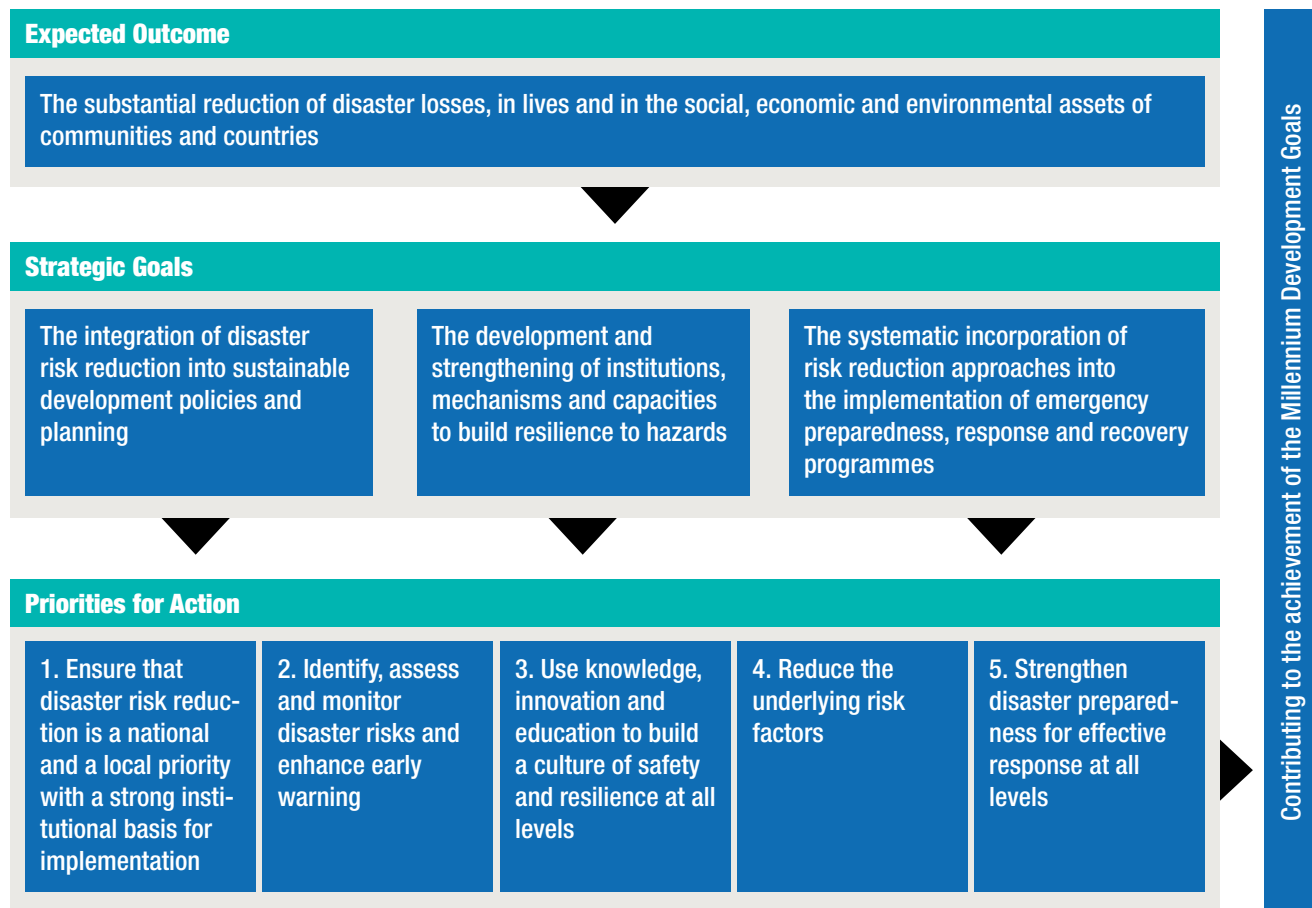 Expected Outcome
The substantial reduction of disaster losses, in lives and in the social, economic and environmental assets of
communities and countries
Strategic Goals
The integration of disaster
risk reduction into sustainable
development policies and
planning
The development and
strengthening of institutions,
mechanisms and capacities
to build resilience to hazards
The systematic incorporation of
risk reduction approaches into
the implementation of emergency
preparedness, response and recovery
programmes
Priorities for Action
1. Ensure that
disaster risk reduc-
tion is a national
and a local priority
with a strong insti-
tutional basis for
implementation
2. Identify, assess
and monitor
disaster risks and
enhance early
warning
3. Use knowledge,
innovation and
education to build
a culture of safety
and resilience at all
levels
4. Reduce the
underlying risk
factors
5. Strengthen
disaster prepared-
ness for effective
response at all
levels
Contributing to the achievement of the Millennium Development Goals